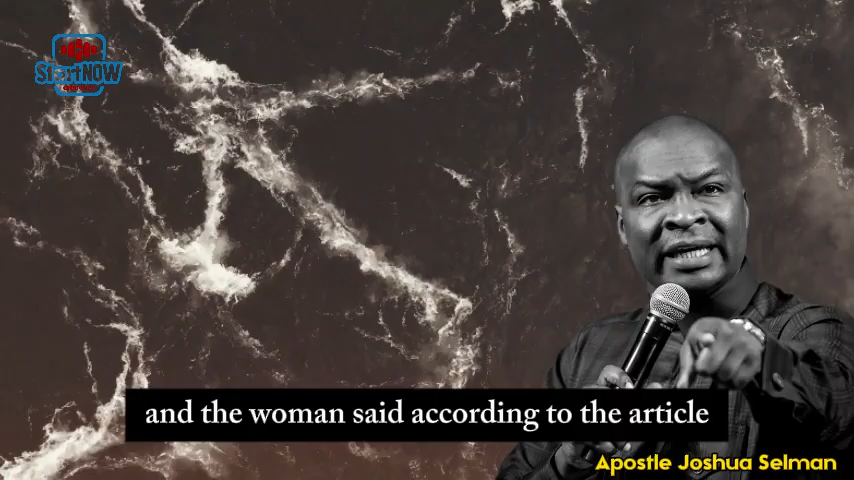 StartNOW
and the woman said according to the article
Apostle Joshua Selman